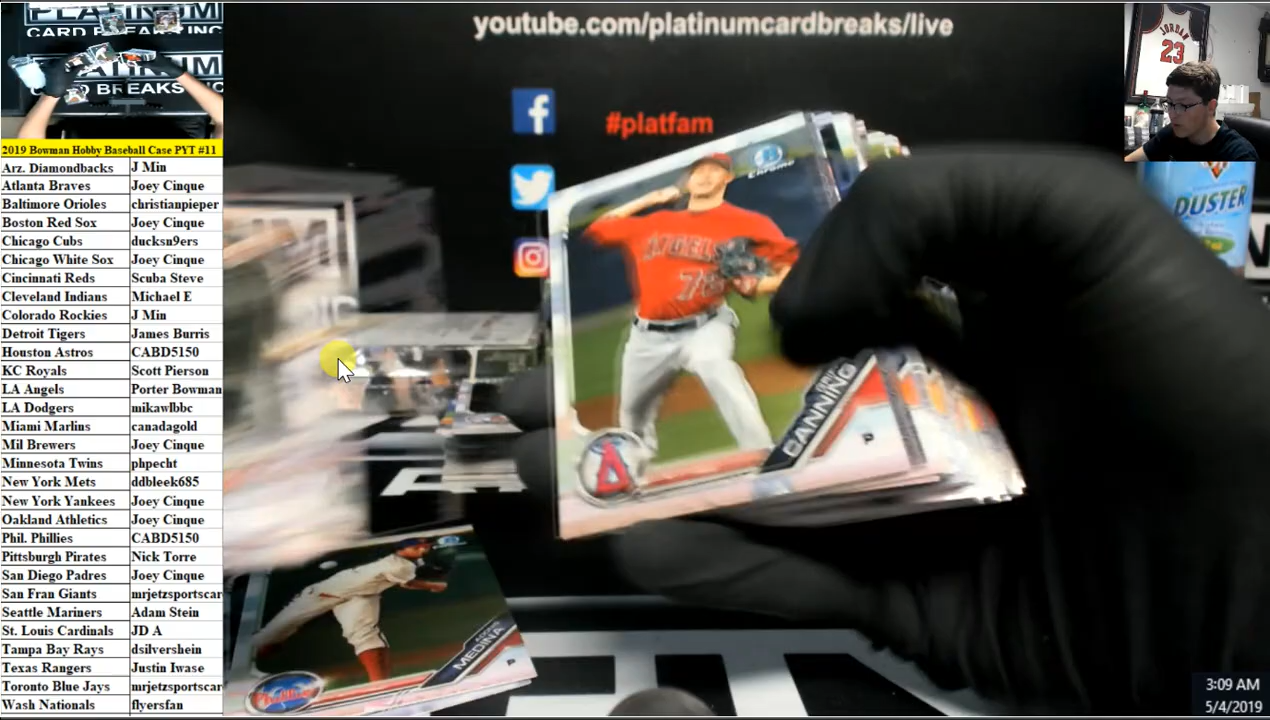 youtube.com/platinumcardbreaks/live
#platfam
PLATINUM
CARD BREAKS INC
2019 Bowman Hobby Baseball Case PYT #11
Arz. Diamondbacks J Min
Atlanta Braves Joey Cinque
Baltimore Orioles christianpieper
Boston Red Sox Joey Cinque
Chicago Cubs ducksn9ers
Chicago White Sox Joey Cinque
Cincinnati Reds Scuba Steve
Cleveland Indians Michael E
Colorado Rockies J Min
Detroit Tigers James Burris
Houston Astros CABD5150
KC Royals Scott Pierson
LA Angels Porter Bowman
LA Dodgers mikawlbbc
Miami Marlins canadagold
Mil Brewers Joey Cinque
Minnesota Twins phpecht
New York Mets ddbleek685
New York Yankees Joey Cinque
Oakland Athletics Joey Cinque
Phil. Phillies CABD5150
Pittsburgh Pirates Nick Torre
San Diego Padres Joey Cinque
San Fran Giants mrjetzsportscar
Seattle Mariners Adam Stein
St. Louis Cardinals JD A
Tampa Bay Rays dsilvershein
Texas Rangers Justin Iwase
Toronto Blue Jays mrjetzsportscar
Wash Nationals flyersfan
JORDAN
23
DUSTER
Chrome
ANGELS
CANNING
P
MEDINA
P
Phillies
3:09 AM
5/4/2019